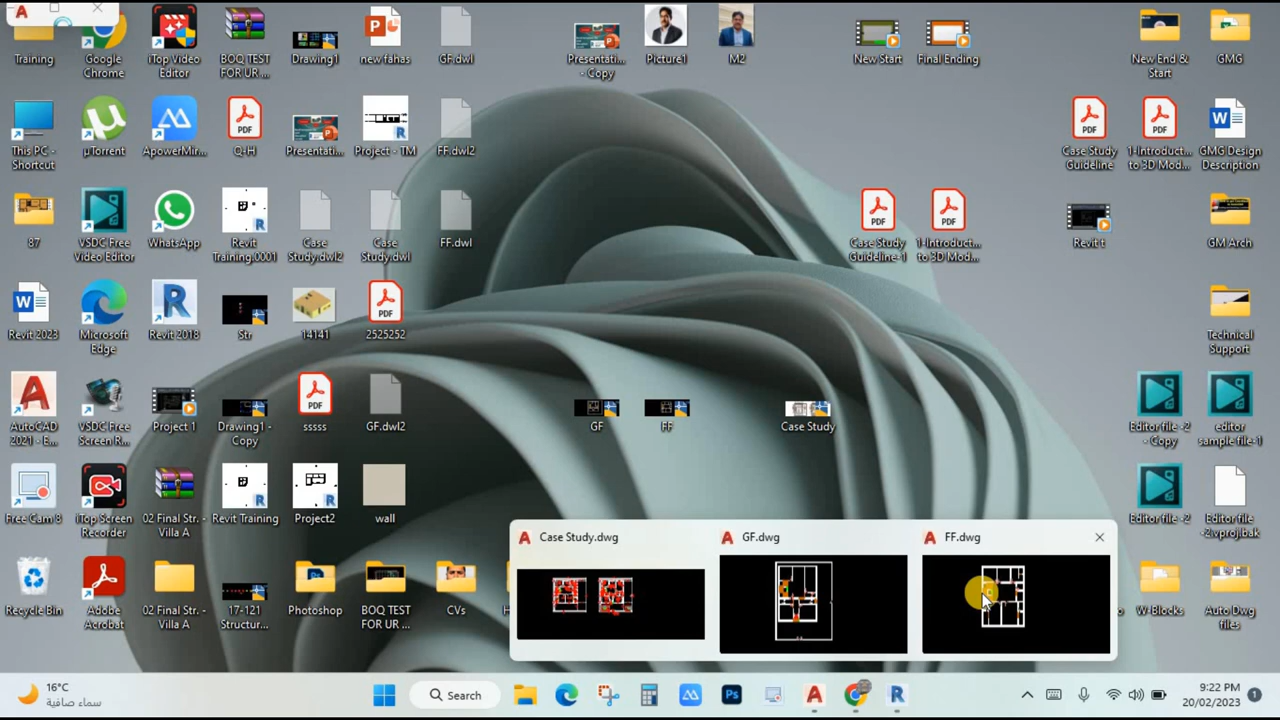 Training
Google Chrome
iTop Video Editor
BOQ TEST FOR UR ...
Drawing1
new fahas
GF.dwl
Presentati... - Copy
Picture1
M2
New Start
Final Ending
New End & Start
GMG
This PC - Shortcut
µTorrent
ApowerMir...
Q-H
Presentati...
Project - TM
FF.dwl2
Case Study Guideline
1-Introduct... to 3D Mod...
GMG Design Description
87
VSDC Free Video Editor
WhatsApp
Revit Training.0001
Case Study.dwl2
Case Study.dwl
FF.dwl
Case Study Guideline-1
1-Introduct... to 3D Mod...
Revit t
GM Arch
Revit 2023
Microsoft Edge
Revit 2018
Str
14141
2525252
Technical Support
AutoCAD 2021 - E...
VSDC Free Screen R...
Project 1
Drawing1 - Copy
sssss
GF.dwl2
GF
FF
Case Study
Editor file -2 - Copy
editor sample file-1
Free Cam 8
iTop Screen Recorder
02 Final Str. - Villa A
Revit Training
Project2
wall
Editor file -2
Editor file -2.vprojibak
Case Study.dwg
GF.dwg
FF.dwg
Recycle Bin
Adobe Acrobat
02 Final Str. - Villa A
17-121 Structur...
Photoshop
BOQ TEST FOR UR ...
CVs
W-Blocks
Auto Dwg files
16°C
سماء صافية
Search
9:22 PM
20/02/2023
1